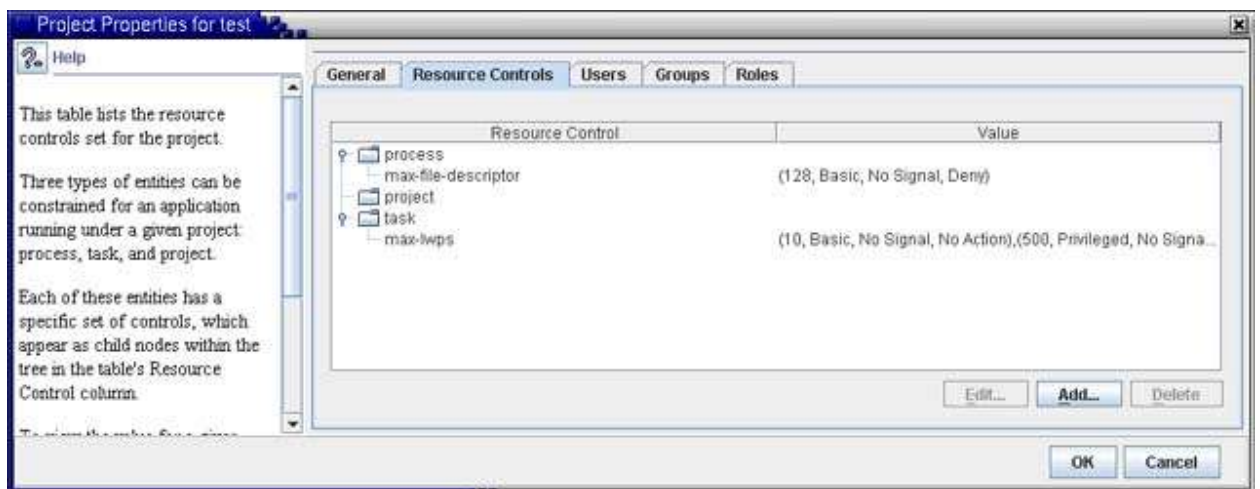 Project Properties for test
Help
This table lists the resource
controls set for the project.
Three types of entities can be
constrained for an application
running under a given project:
process, task, and project.
Each of these entities has a
specific set of controls, which
appear as child nodes within the
tree in the table's Resource
Control column.
General Resource Controls Users Groups Roles
Resource Control Value
process
max-file-descriptor (128, Basic, No Signal, Deny)
project
task
max-lwps (10, Basic, No Signal, No Action),(500, Privileged, No Signa...
Edit... Add... Delete
OK Cancel